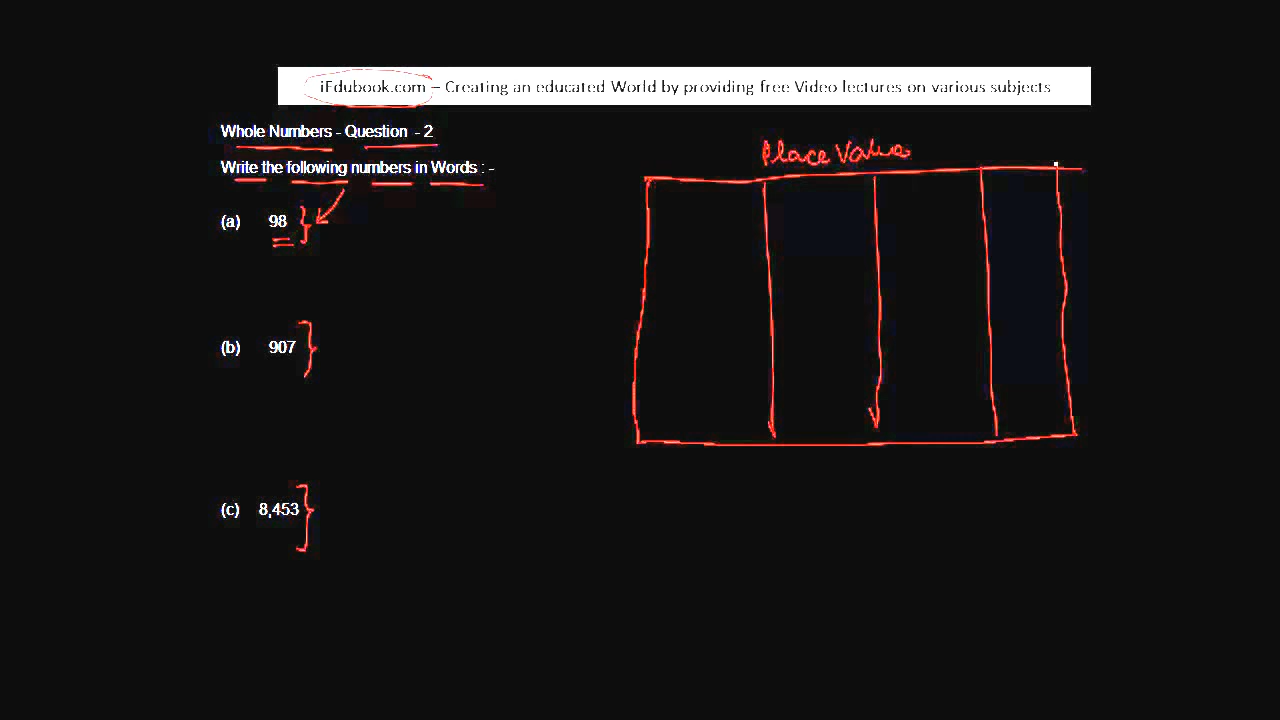 iEdubook.com – Creating an educated World by providing free Video lectures on various subjects
Whole Numbers - Question - 2
Write the following numbers in Words : -
Place Value
(a) 98
(b) 907
(c) 8,453